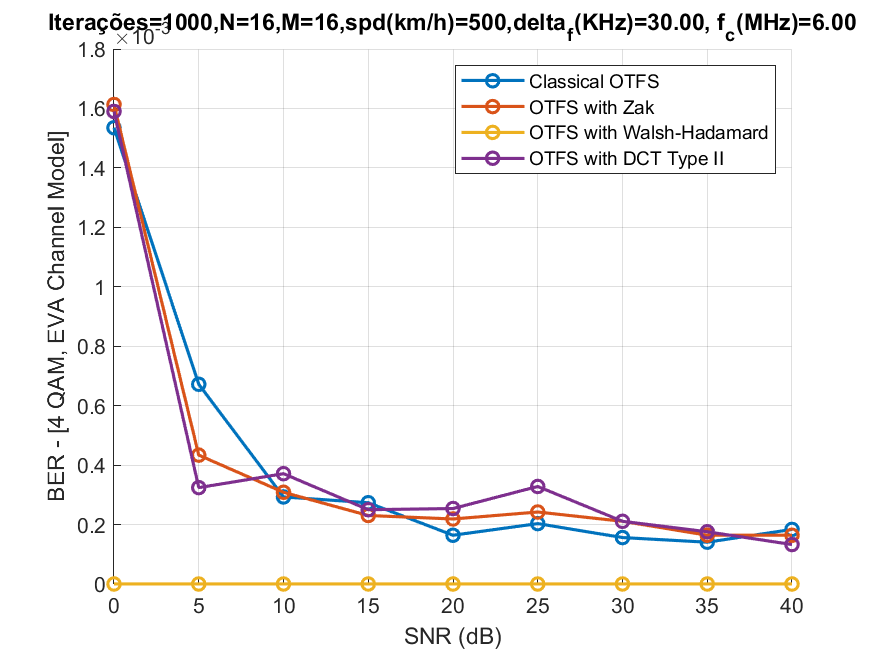 Iterações=1000,N=16,M=16,spd(km/h)=500,delta_f(KHz)=30.00, f_c(MHz)=6.00
×10^-3
1.8
1.6
1.4
1.2
1
0.8
0.6
0.4
0.2
0
BER - [4 QAM, EVA Channel Model]
Classical OTFS
OTFS with Zak
OTFS with Walsh-Hadamard
OTFS with DCT Type II
0 5 10 15 20 25 30 35 40
SNR (dB)